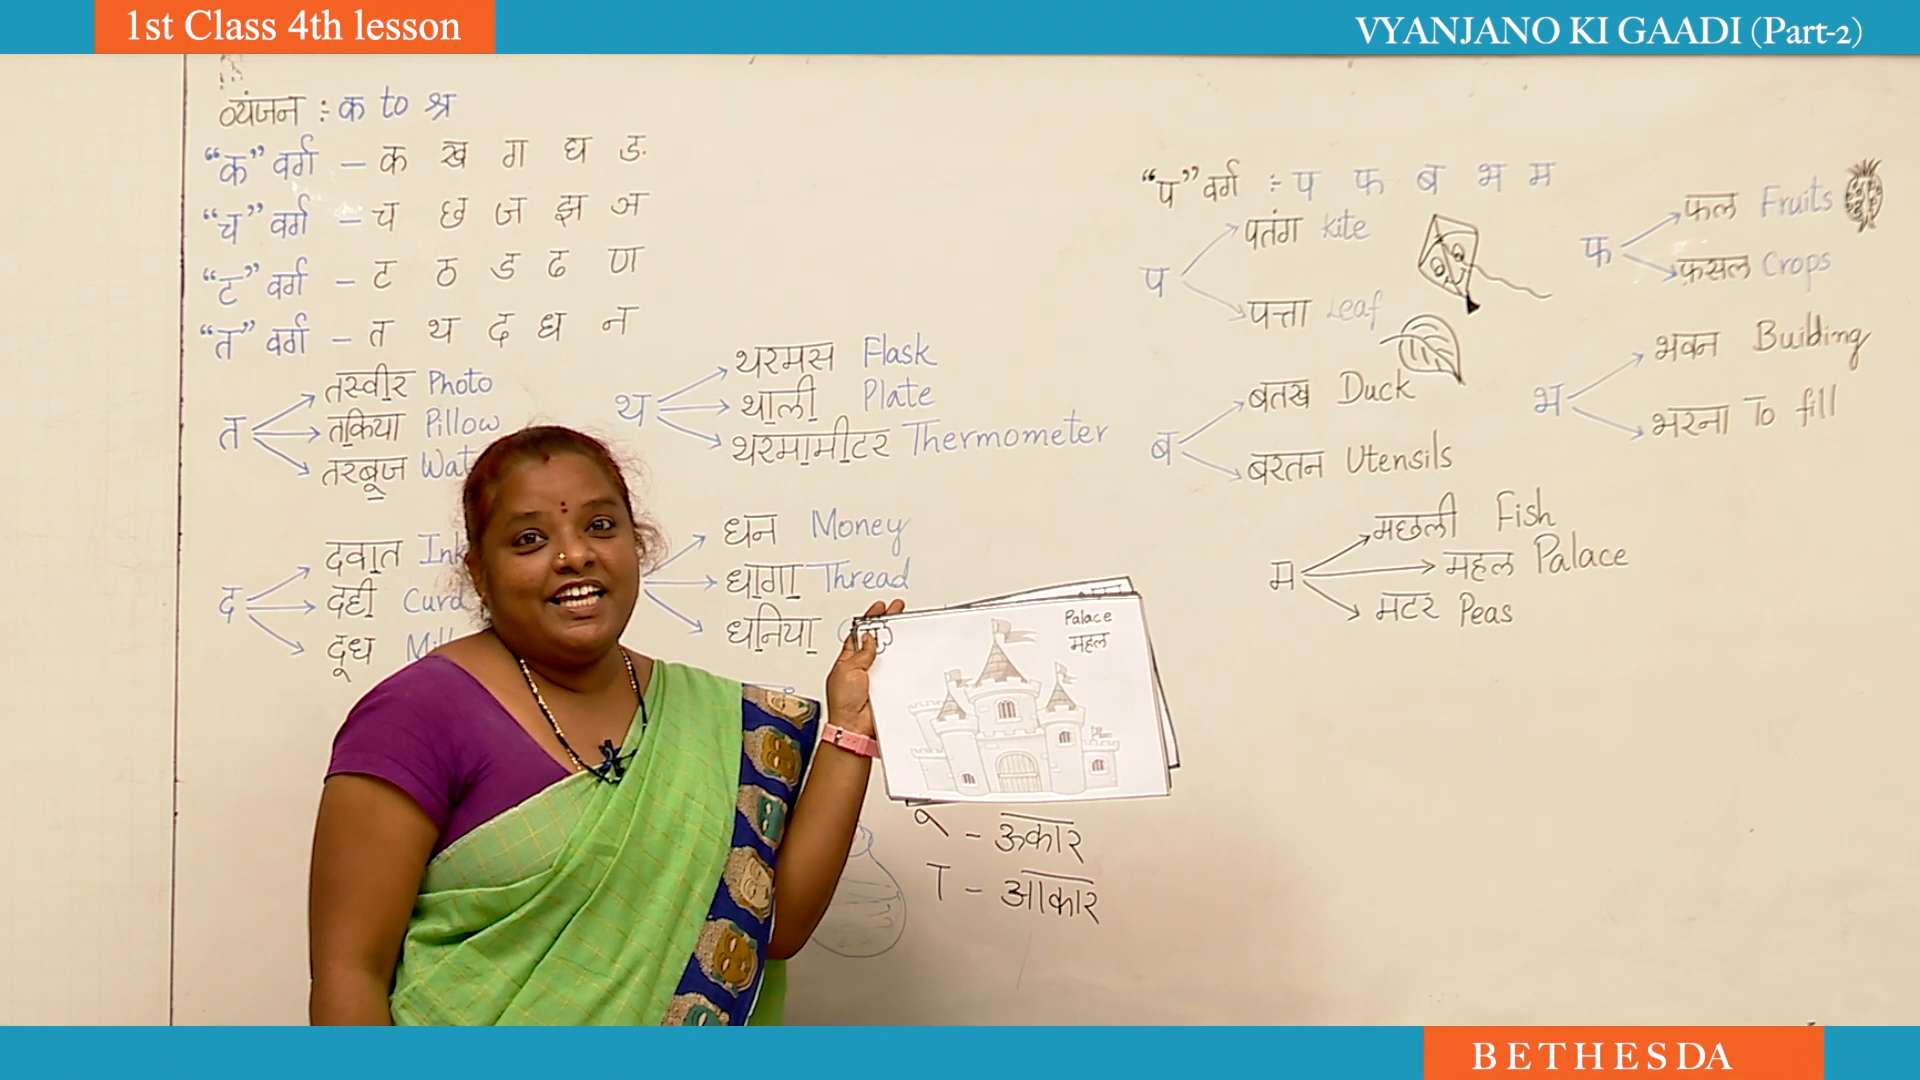 1st Class 4th lesson
VYANJANO KI GAADI (Part-2)
व्यंजन :- क to श्र
“क” वर्ग – क ख ग घ ङ
“च” वर्ग – च छ ज झ ञ
“ट” वर्ग – ट ठ ड ढ ण
“त” वर्ग – त थ द ध न
त
तस्वीर Photo
तकिया Pillow
तरबूज
थ
थरमस Flask
थाली Plate
थरमामीटर Thermometer
द
दवात Ink
दही Curd
दूध
धन Money
धागा Thread
धनिया
“प” वर्ग :- प फ ब भ म
प
पतंग Kite
पत्ता Leaf
फ
फल Fruits
फ़सल Crops
ब
बतख Duck
बरतन Utensils
भ
भवन Building
भरना To fill
म
मछली Fish
महल Palace
मटर Peas
Palace
महल
ू - ऊकार
ा - आकार
BETHESDA